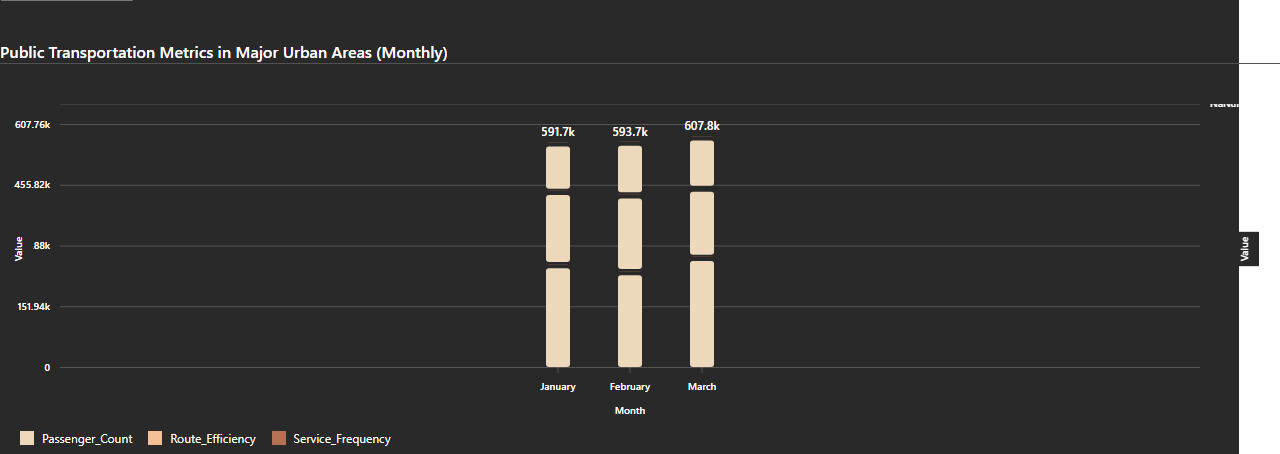 Public Transportation Metrics in Major Urban Areas (Monthly)
607.76k
455.82k
88k
151.94k
0
Value
591.7k
593.7k
607.8k
Value
January
February
March
Month
Passenger_Count
Route_Efficiency
Service_Frequency